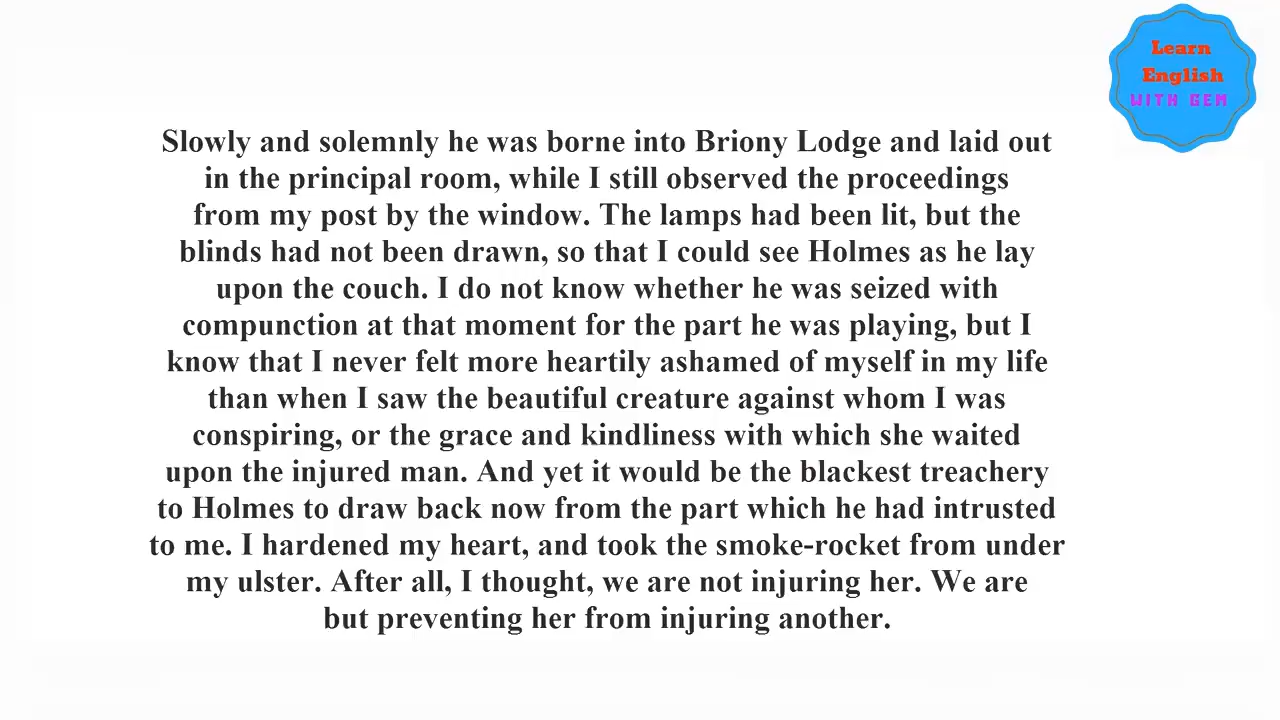 Learn
English
WITH GEM
Slowly and solemnly he was borne into Briony Lodge and laid out
in the principal room, while I still observed the proceedings
from my post by the window. The lamps had been lit, but the
blinds had not been drawn, so that I could see Holmes as he lay
upon the couch. I do not know whether he was seized with
compunction at that moment for the part he was playing, but I
know that I never felt more heartily ashamed of myself in my life
than when I saw the beautiful creature against whom I was
conspiring, or the grace and kindliness with which she waited
upon the injured man. And yet it would be the blackest treachery
to Holmes to draw back now from the part which he had intrusted
to me. I hardened my heart, and took the smoke-rocket from under
my ulster. After all, I thought, we are not injuring her. We are
but preventing her from injuring another.